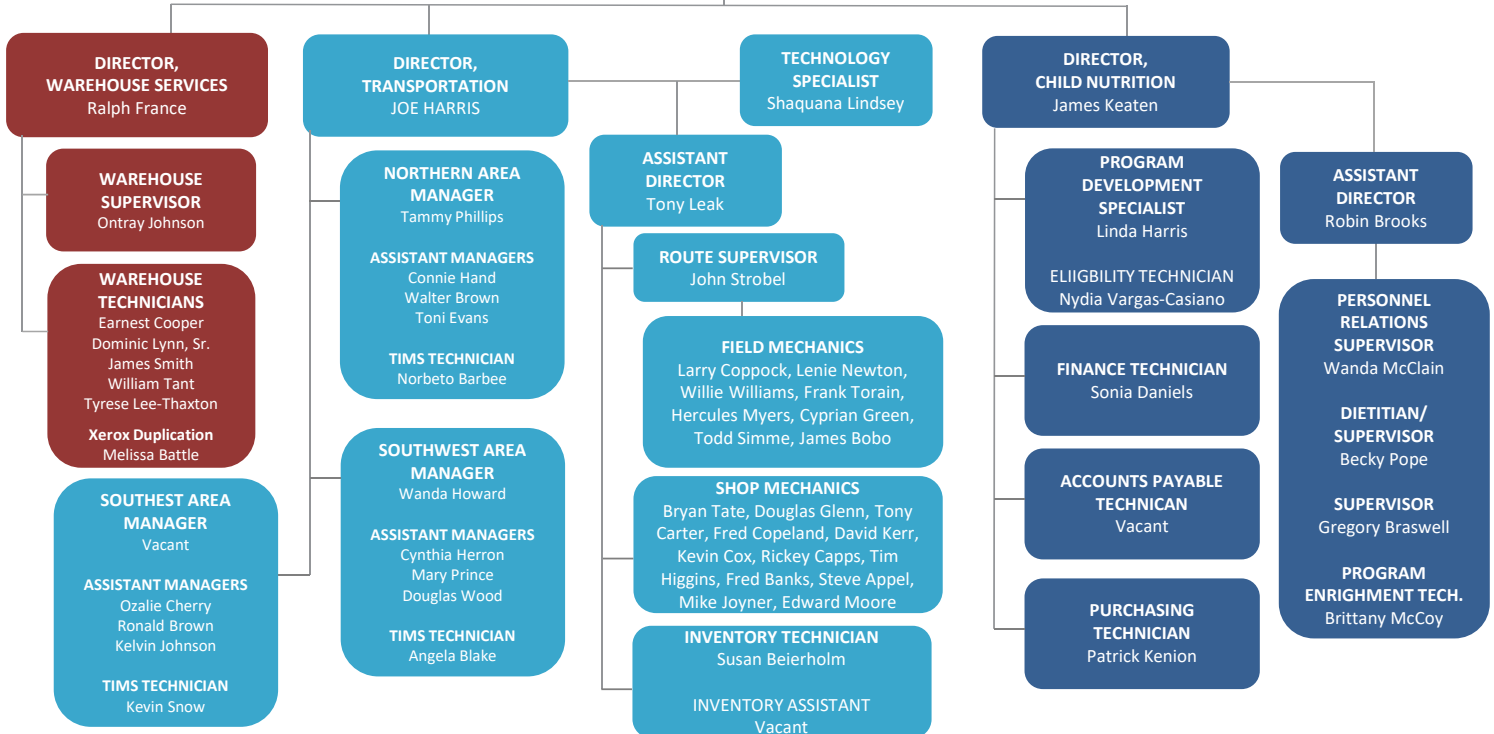 DIRECTOR,
WAREHOUSE SERVICES
Ralph France
WAREHOUSE
SUPERVISOR
Ontray Johnson
WAREHOUSE
TECHNICIANS
Earnest Cooper
Dominic Lynn, Sr.
James Smith
William Tant
Tyrese Lee-Thaxton
Xerox Duplication
Melissa Battle
DIRECTOR,
TRANSPORTATION
JOE HARRIS
TECHNOLOGY
SPECIALIST
Shaquana Lindsey
NORTHERN AREA
MANAGER
Tammy Phillips
ASSISTANT MANAGERS
Connie Hand
Walter Brown
Toni Evans
TIMS TECHNICIAN
Norbeto Barbee
SOUTHWEST AREA
MANAGER
Wanda Howard
ASSISTANT MANAGERS
Cynthia Herron
Mary Prince
Douglas Wood
TIMS TECHNICIAN
Angela Blake
SOUTHEST AREA
MANAGER
Vacant
ASSISTANT MANAGERS
Ozalie Cherry
Ronald Brown
Kelvin Johnson
TIMS TECHNICIAN
Kevin Snow
ASSISTANT
DIRECTOR
Tony Leak
ROUTE SUPERVISOR
John Strobel
FIELD MECHANICS
Larry Coppock, Lenie Newton,
Willie Williams, Frank Torain,
Hercules Myers, Cyprian Green,
Todd Simme, James Bobo
SHOP MECHANICS
Bryan Tate, Douglas Glenn, Tony
Carter, Fred Copeland, David Kerr,
Kevin Cox, Rickey Capps, Tim
Higgins, Fred Banks, Steve Appel,
Mike Joyner, Edward Moore
INVENTORY TECHNICIAN
Susan Beierholm
INVENTORY ASSISTANT
Vacant
DIRECTOR,
CHILD NUTRITION
James Keaten
PROGRAM
DEVELOPMENT
SPECIALIST
Linda Harris
ELIIGBILITY TECHNICIAN
Nydia Vargas-Casiano
FINANCE TECHNICIAN
Sonia Daniels
ACCOUNTS PAYABLE
TECHNICAN
Vacant
PURCHASING
TECHNICIAN
Patrick Kenion
ASSISTANT
DIRECTOR
Robin Brooks
PERSONNEL
RELATIONS
SUPERVISOR
Wanda McClain
DIETITIAN/
SUPERVISOR
Becky Pope
SUPERVISOR
Gregory Braswell
PROGRAM
ENRIGHMENT TECH.
Brittany McCoy